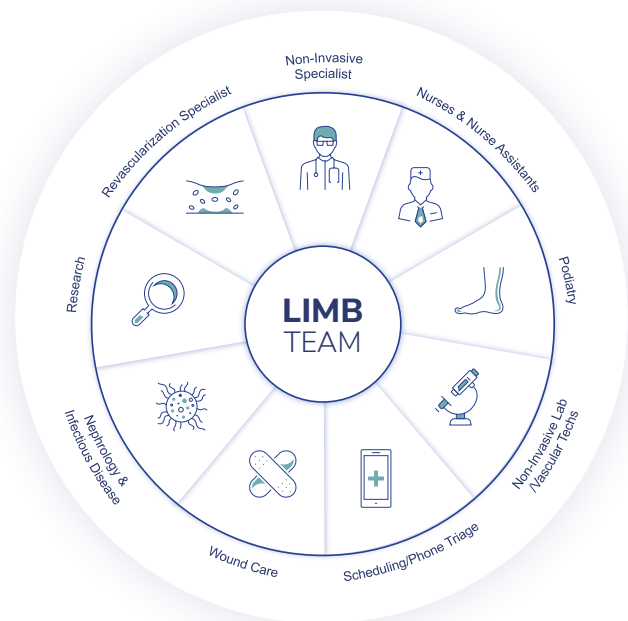 Non-Invasive
Specialist
Nurses & Nurse Assistants
Podiatry
Non-Invasive Lab
/Vascular Techs
Scheduling/Phone Triage
Wound Care
Nephrology &
Infectious Disease
Research
Revascularization Specialist
LIMB
TEAM